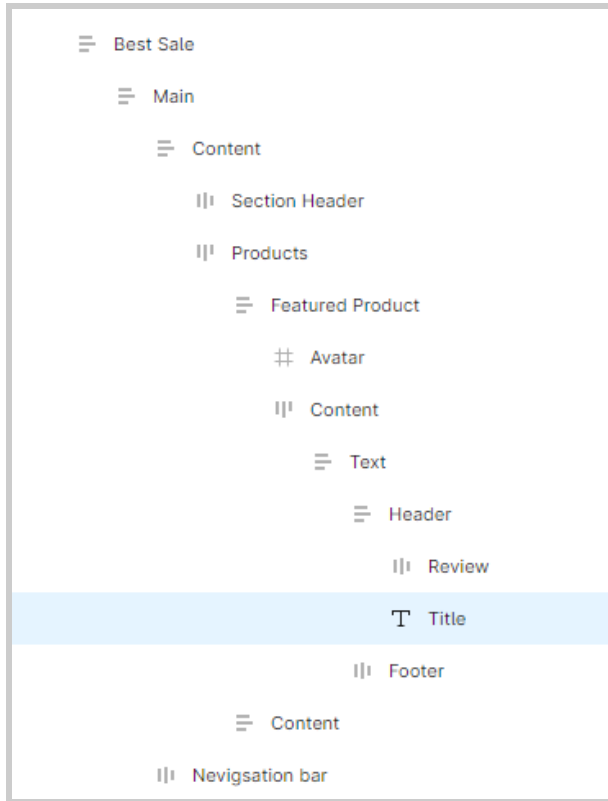 Best Sale
Main
Content
Section Header
Products
Featured Product
Avatar
Content
Text
Header
Review
Title
Footer
Content
Nevigsation bar